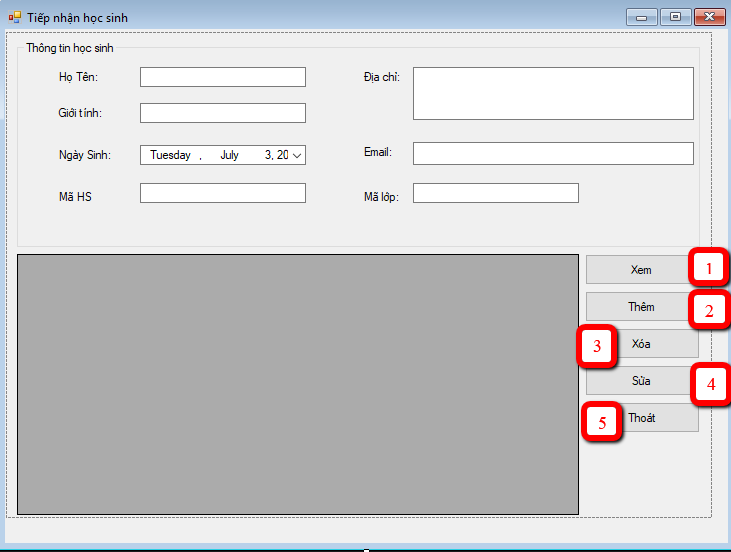 Tiếp nhận học sinh
Thông tin học sinh
Họ Tên:
Địa chỉ:
Giới tính:
Ngày Sinh:
Tuesday , July 3, 20
Email:
Mã HS
Mã lớp:
Xem
1
Thêm
2
3
Xóa
Sửa
4
5
Thoát